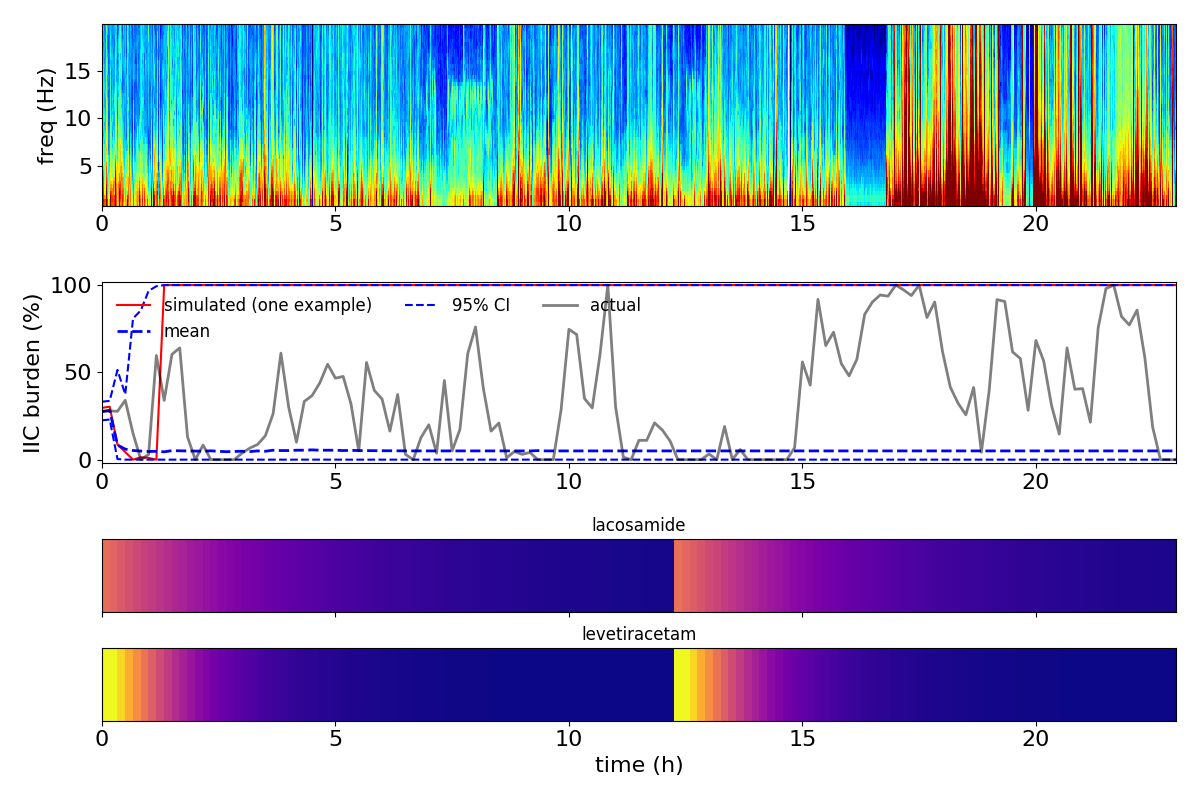 freq (Hz)
15
10
5
0 5 10 15 20
IIC burden (%)
100
50
0
simulated (one example)
mean
95% CI
actual
0 5 10 15 20
lacosamide
levetiracetam
0 5 10 15 20
time (h)